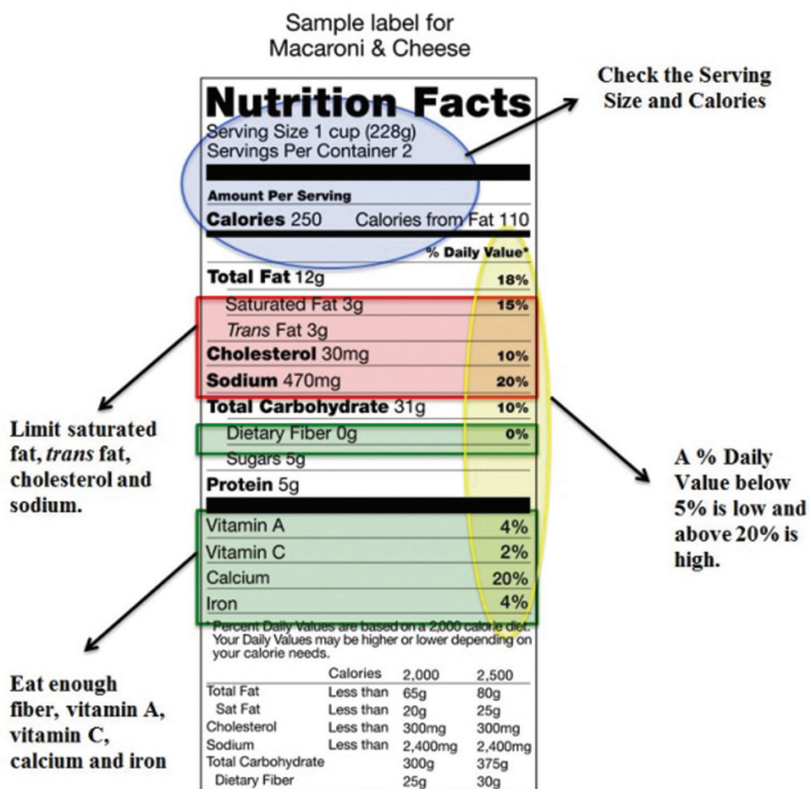 Sample label for
Macaroni & Cheese
Check the Serving
Size and Calories
Nutrition Facts
Serving Size 1 cup (228g)
Servings Per Container 2
Amount Per Serving
Calories 250 Calories from Fat 110
% Daily Value*
Total Fat 12g 18%
Saturated Fat 3g 15%
Trans Fat 3g
Cholesterol 30mg 10%
Sodium 470mg 20%
Total Carbohydrate 31g 10%
Dietary Fiber 0g 0%
Sugars 5g
Protein 5g
Vitamin A 4%
Vitamin C 2%
Calcium 20%
Iron 4%
* Percent Daily Values are based on a 2,000 calorie diet.
Your Daily Values may be higher or lower depending on
your calorie needs.
Calories 2,000 2,500
Total Fat Less than 65g 80g
Sat Fat Less than 20g 25g
Cholesterol Less than 300mg 300mg
Sodium Less than 2,400mg 2,400mg
Total Carbohydrate 300g 375g
Dietary Fiber 25g 30g
Limit saturated
fat, trans fat,
cholesterol and
sodium.
A % Daily
Value below
5% is low and
above 20% is
high.
Eat enough
fiber, vitamin A,
vitamin C,
calcium and iron